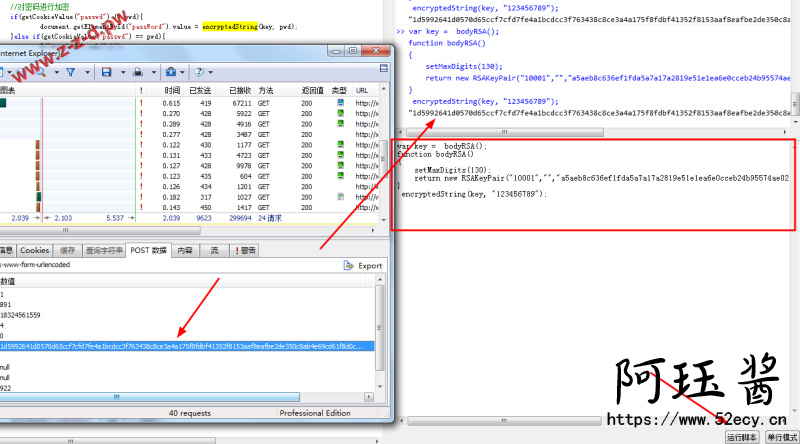 //对密码进行加密
if(getCookieValue("passwd") != pwd){
document.getElementById("passWord").value = encryptedString(key, pwd);
}else if(getCookieValue("passwd") == pwd){
www.z-z-d.pw
nternet Explorer)
图表
! 时间 已发送 已接收 方法 返回值 类型 URL
0.615 419 67211 GET 200 http://x
0.270 428 5922 GET 200 http://x
0.289 428 4916 GET 200 http://x
0.277 428 3487 GET 200 http://x
0.122 430 1177 GET 200 http://x
0.131 433 4723 GET 200 http://x
0.127 428 9978 GET 200 http://x
0.123 435 604 GET 200 http://x
0.126 434 1201 GET 200 http://x
0.182 317 1027 GET 200 http://x
0.143 450 1417 GET 200 http://x
2.039 2.103 5.537 2.039 9623 299694 24 请求
信息 Cookies 缓存 查询字符串 POST 数据 内容 流 ! 警告
x-www-form-urlencoded
Export
数值
1
891
18324561559
4
0
1d5992641d0570d65ccf7cfd7fe4a1bcdcc3f763438c8ce3a4a175f8fdbf41352f8153aaf8eafbe2de350c8ab4e69cd61f8d0c...
null
null
922
40 requests
Professional Edition
encryptedString(key, "123456789");
"1d5992641d0570d65ccf7cfd7fe4a1bcdcc3f763438c8ce3a4a175f8fdbf41352f8153aaf8eafbe2de350c8a
>> var key = bodyRSA();
function bodyRSA()
{
setMaxDigits(130);
return new RSAKeyPair("10001","","a5aeb8c636ef1fda5a7a17a2819e51e1ea6e0cceb24b95574ae
}
encryptedString(key, "123456789");
"1d5992641d0570d65ccf7cfd7fe4a1bcdcc3f763438c8ce3a4a175f8fdbf41352f8153aaf8eafbe2de350c8a
var key = bodyRSA();
function bodyRSA()
{
setMaxDigits(130);
return new RSAKeyPair("10001","","a5aeb8c636ef1fda5a7a17a2819e51e1ea6e0cceb24b95574ae02
}
encryptedString(key, "123456789");
阿珏酱
https://www.52ecy.cn
运行脚本 单行模式